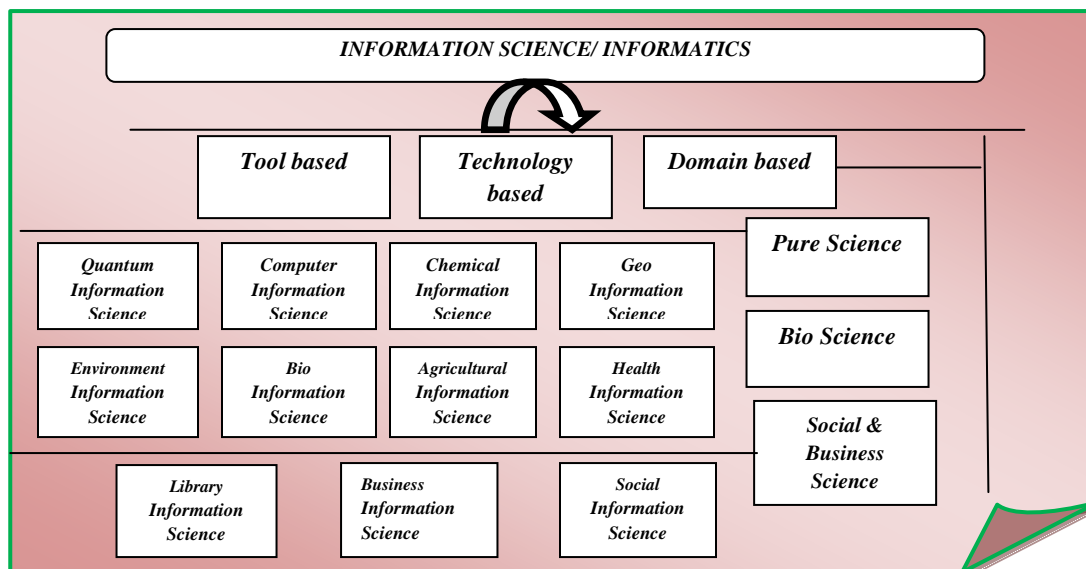 INFORMATION SCIENCE/ INFORMATICS
Tool based
Technology
based
Domain based
Pure Science
Quantum
Information
Science
Computer
Information
Science
Chemical
Information
Science
Geo
Information
Science
Bio Science
Environment
Information
Science
Bio
Information
Science
Agricultural
Information
Science
Health
Information
Science
Social &
Business
Science
Library
Information
Science
Business
Information
Science
Social
Information
Science